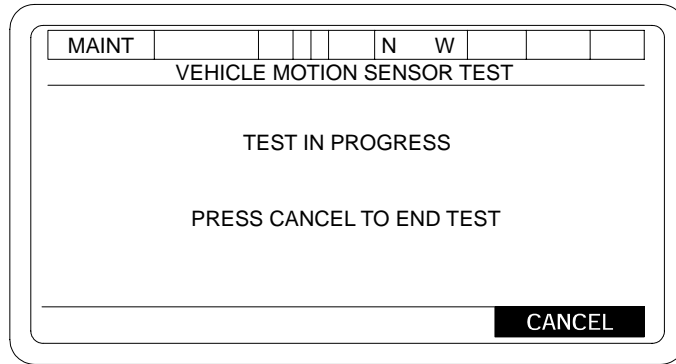 MAINT N W
VEHICLE MOTION SENSOR TEST
TEST IN PROGRESS
PRESS CANCEL TO END TEST
CANCEL